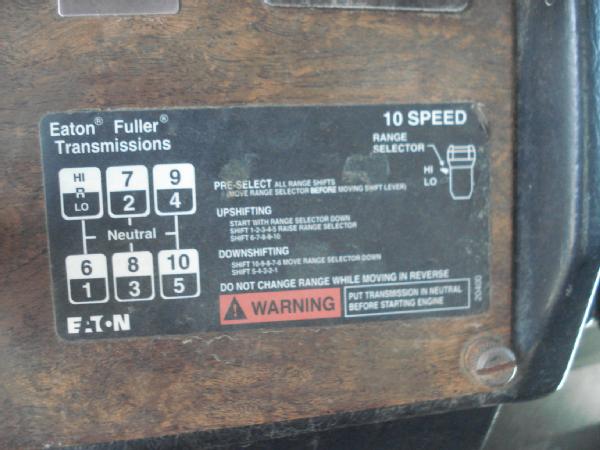 Eaton® Fuller®
Transmissions
10 SPEED
RANGE
SELECTOR
HI
LO
HI
R
LO
7
2
9
4
Neutral
6
1
8
3
10
5
PRE-SELECT ALL RANGE SHIFTS
(MOVE RANGE SELECTOR BEFORE MOVING SHIFT LEVER)
UPSHIFTING
START WITH RANGE SELECTOR DOWN
SHIFT 1-2-3-4-5 RAISE RANGE SELECTOR
SHIFT 6-7-8-9-10
DOWNSHIFTING
SHIFT 10-9-8-7-6 MOVE RANGE SELECTOR DOWN
SHIFT 5-4-3-2-1
DO NOT CHANGE RANGE WHILE MOVING IN REVERSE
WARNING
PUT TRANSMISSION IN NEUTRAL
BEFORE STARTING ENGINE
EATON
20400